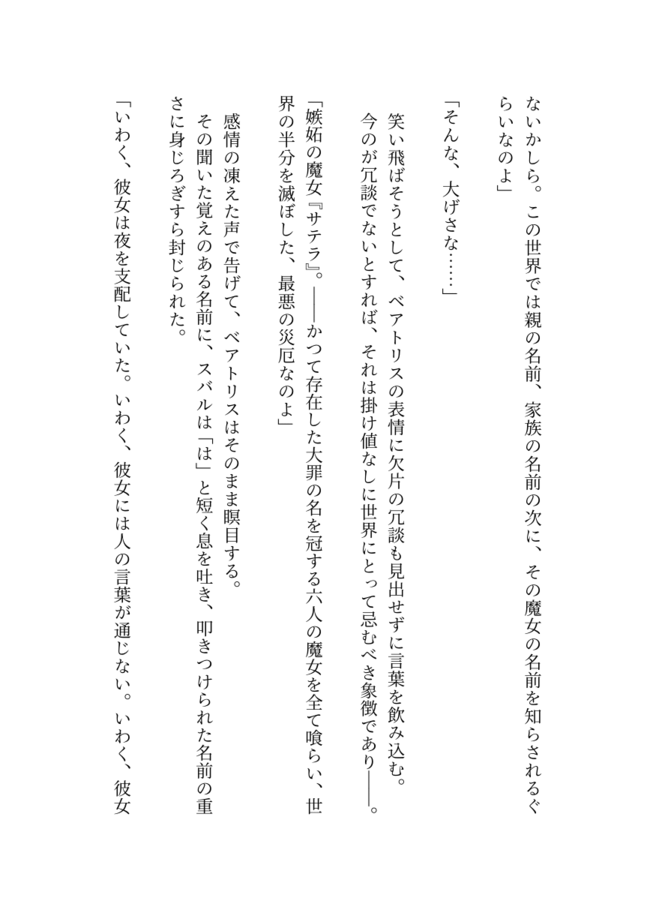 ないかしら。この世界では親の名前、家族の名前の次に、その魔女の名前を知らされるぐ
らいなのよ」
「そんな、大げさな……」
笑い飛ばそうとして、ベアトリスの表情に欠片の冗談も見出せずに言葉を飲み込む。
今のが冗談でないとすれば、それは掛け値なしに世界にとって忌むべき象徴であり――。
「嫉妬の魔女『サテラ』。――かつて存在した大罪の名を冠する六人の魔女を全て喰らい、世
界の半分を滅ぼした、最悪の災厄なのよ」
感情の凍えた声で告げて、ベアトリスはそのまま瞑目する。
その聞いた覚えのある名前に、スバルは「は」と短く息を吐き、叩きつけられた名前の重
さに身じろぎすら封じられた。
「いわく、彼女は夜を支配していた。いわく、彼女には人の言葉が通じない。いわく、彼女